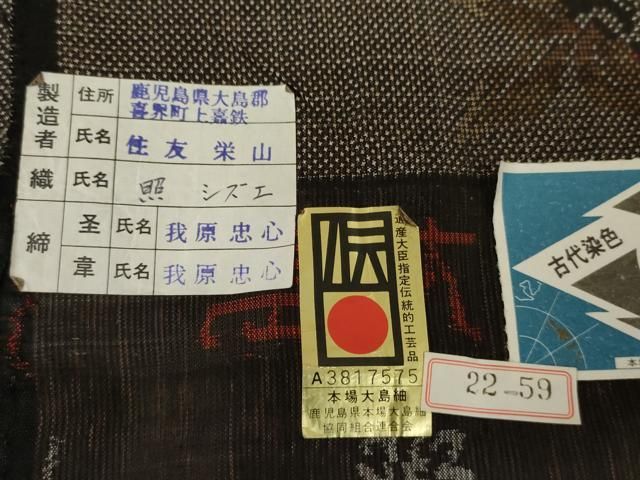 製造者
住所
鹿児島県大島郡
喜界町上嘉鉄
氏名
住友栄山
織
氏名
照 シズエ
締
圣
氏名
我原忠心
韋
氏名
我原忠心
伝
通産大臣指定伝統的工芸品
A3817575
本場大島紬
鹿児島県本場大島紬
協同組合連合会
22-59
古代染色
本